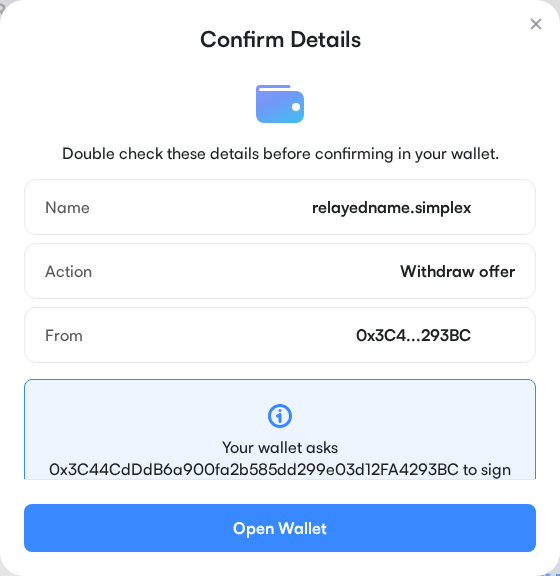 Confirm Details
Double check these details before confirming in your wallet.
Name relayedname.simplex
Action Withdraw offer
From 0x3C4...293BC
Your wallet asks
0x3C44CdDdB6a900fa2b585dd299e03d12FA4293BC to sign
Open Wallet